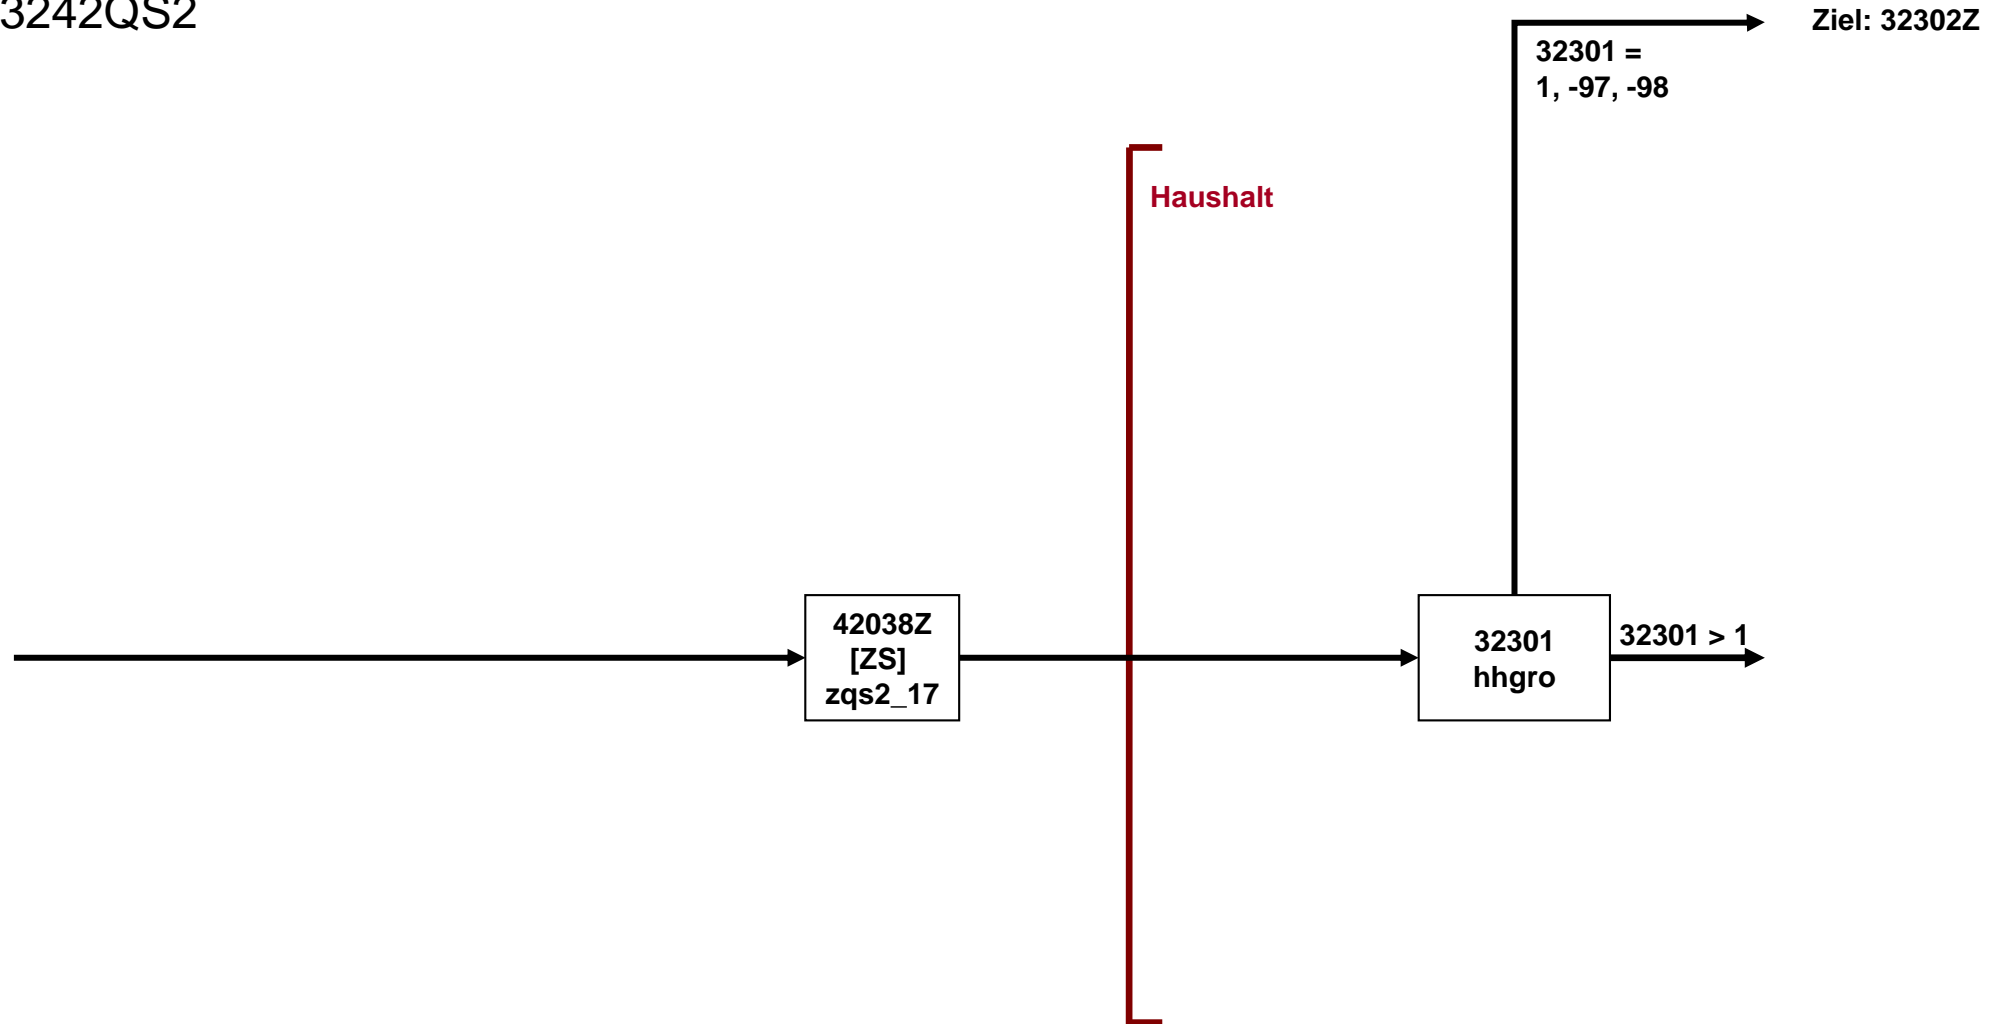 3242QS2
Ziel: 32302Z
32301 =
1, -97, -98
Haushalt
42038Z
[ZS]
zqs2_17
32301
hhgro
32301 > 1